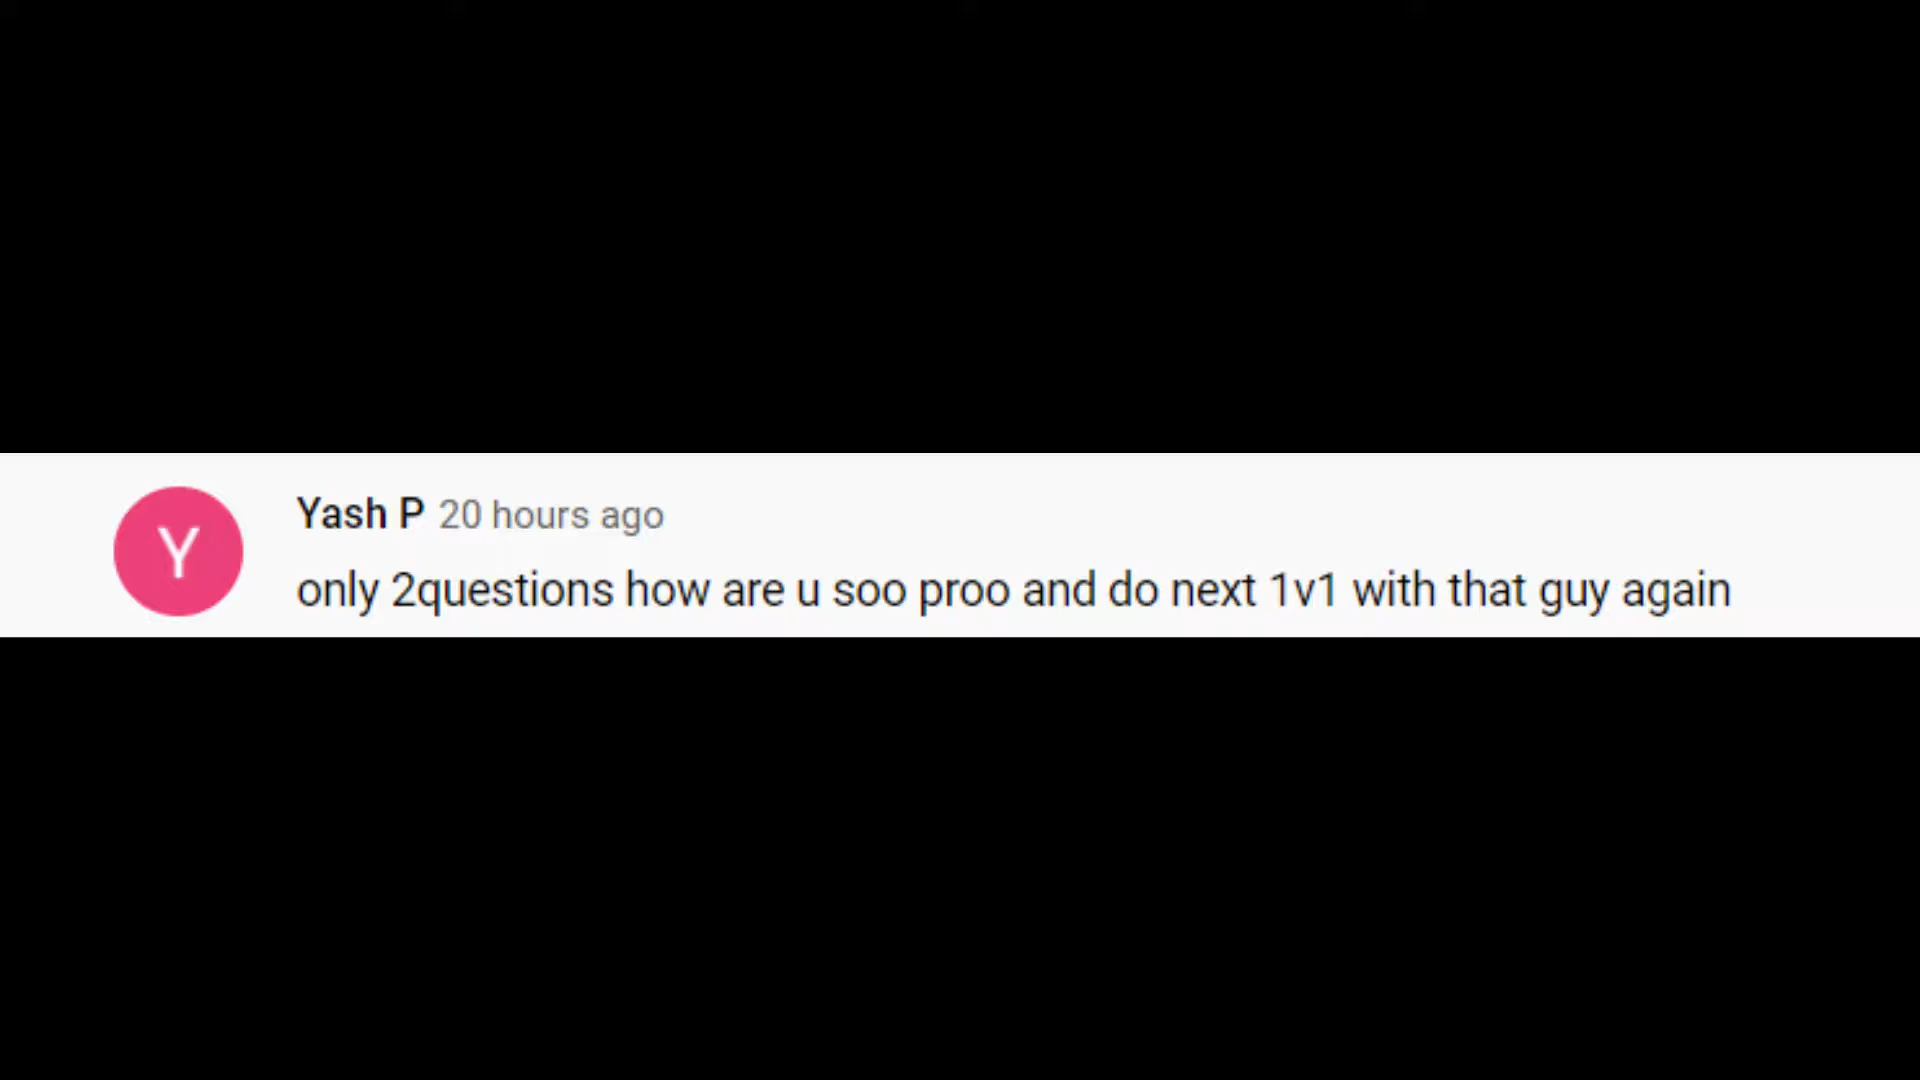 Y
Yash P 20 hours ago
only 2questions how are u soo proo and do next 1v1 with that guy again